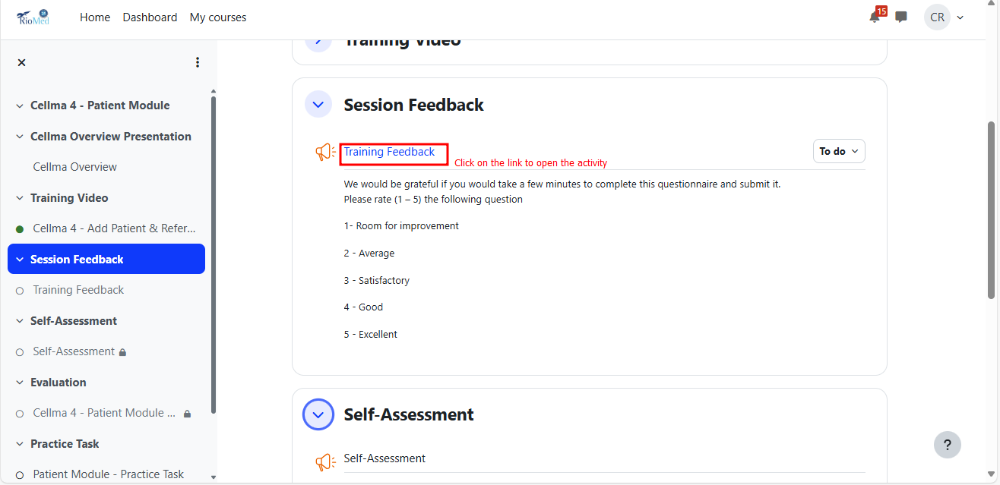 RioMed
25
Home Dashboard My courses
15
CR
Training Video
Cellma 4 - Patient Module
Cellma Overview Presentation
Cellma Overview
Training Video
Cellma 4 - Add Patient & Refer...
Session Feedback
Training Feedback
Self-Assessment
Self-Assessment
Evaluation
Cellma 4 - Patient Module ...
Practice Task
Patient Module - Practice Task
Session Feedback
Training Feedback
Click on the link to open the activity
To do
We would be grateful if you would take a few minutes to complete this questionnaire and submit it.
Please rate (1 – 5) the following question
1- Room for improvement
2 - Average
3 - Satisfactory
4 - Good
5 - Excellent
Self-Assessment
Self-Assessment
?